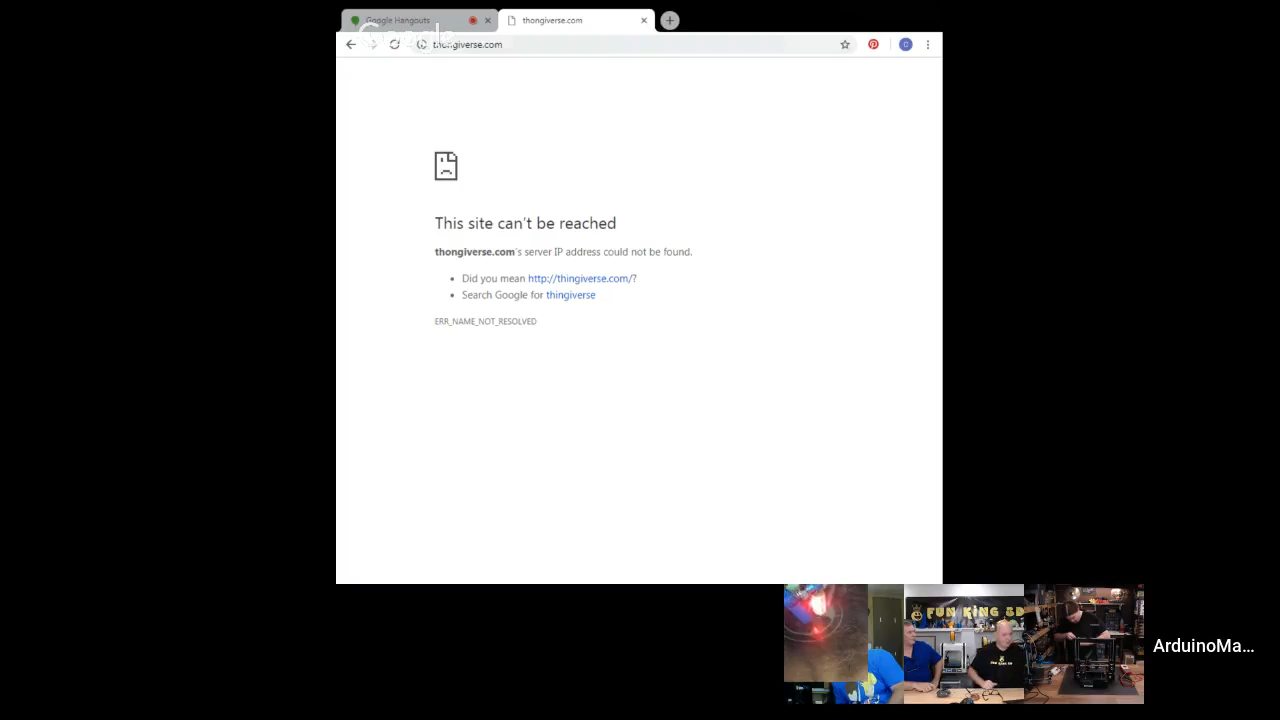 Google Hangouts
thongiverse.com
Google
thongiverse.com
This site can't be reached
thongiverse.com's server IP address could not be found.
Did you mean http://thingiverse.com/?
Search Google for thingiverse
ERR_NAME_NOT_RESOLVED
FUN KING 3D
ArduinoMa...